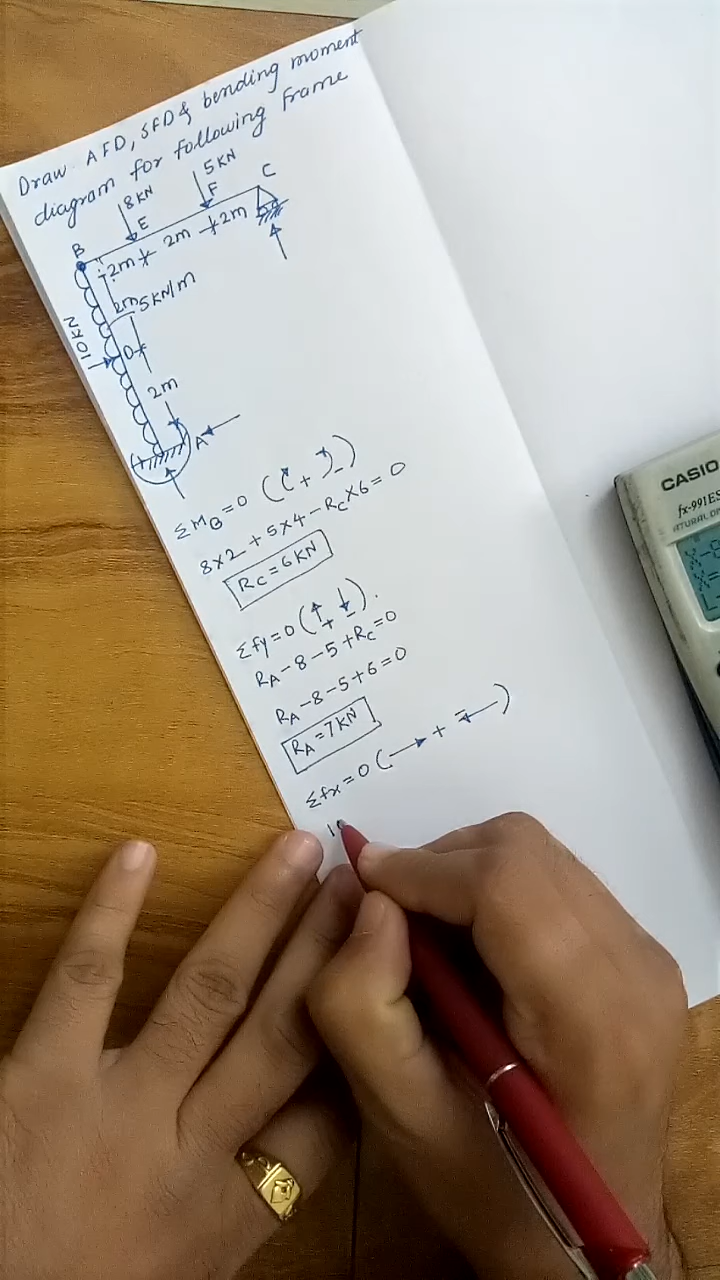 Draw AFD, SFD & bending moment
diagram for following frame
8KN
5KN
C
E
F
B
2m
2m
2m
2m
5KN/m
10KN
D
2m
A
ΣMB=0 (↺ + ↻-)
8×2+5×4-RC×6=0
RC=6KN
Σfy=0 (↑+ ↓-).
RA-8-5+RC=0
RA-8-5+6=0
RA=7KN
Σfx=0 (→+ ←-)
CASIO
fx-991ES